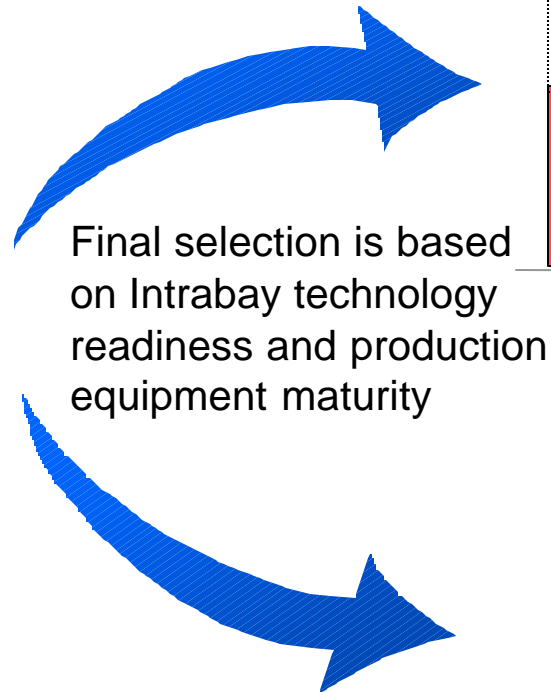 Final selection is based
on Intrabay technology
readiness and production
equipment maturity